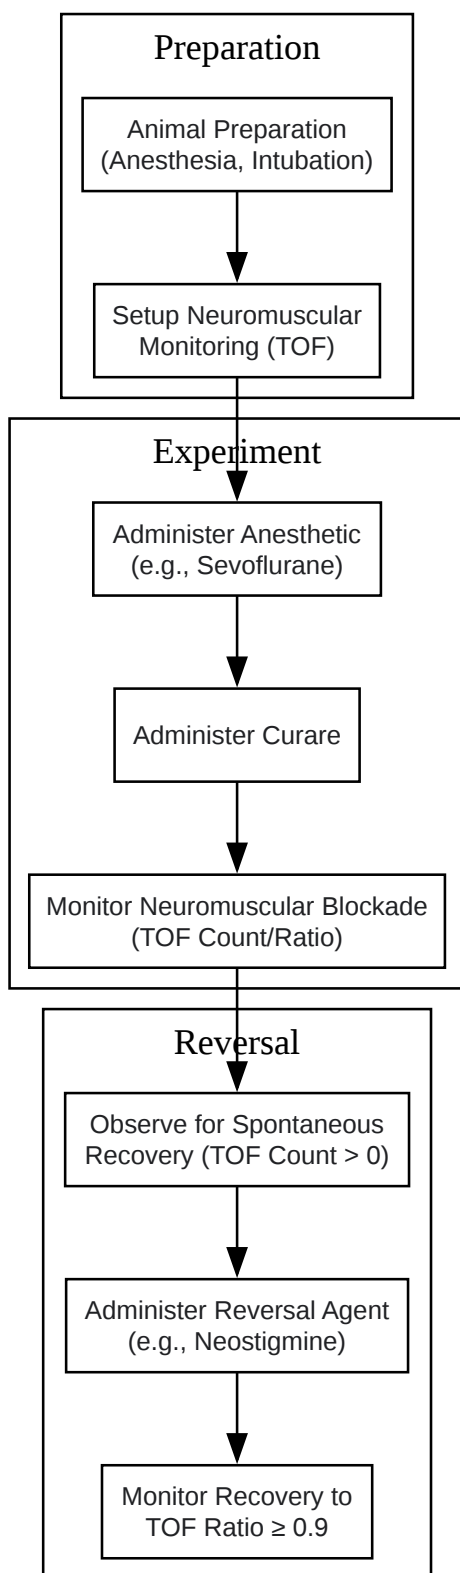 Preparation
Animal Preparation
(Anesthesia, Intubation)
Setup Neuromuscular
Monitoring (TOF)
Experiment
Administer Anesthetic
(e.g., Sevoflurane)
Administer Curare
Monitor Neuromuscular Blockade
(TOF Count/Ratio)
Reversal
Observe for Spontaneous
Recovery (TOF Count > 0)
Administer Reversal Agent
(e.g., Neostigmine)
Monitor Recovery to
TOF Ratio ≥ 0.9